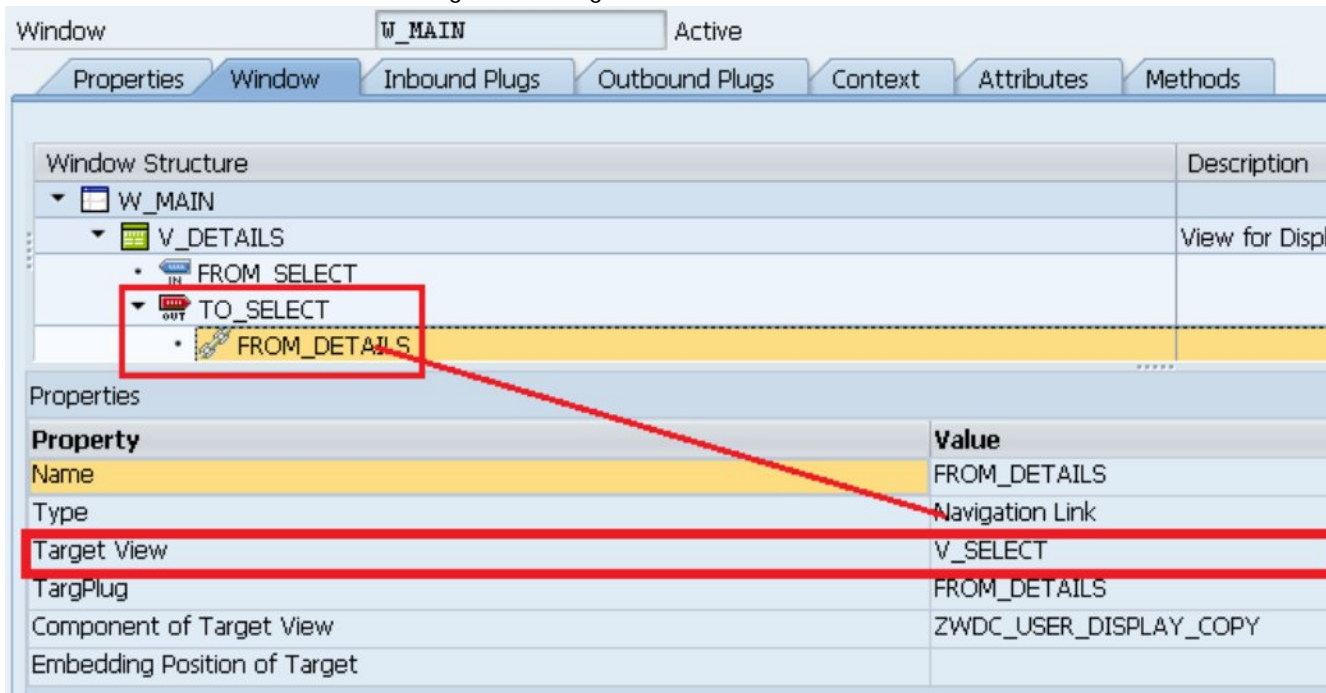 Window W_MAIN Active
Properties Window Inbound Plugs Outbound Plugs Context Attributes Methods
Window Structure Description
W_MAIN
V_DETAILS View for Displ
IN FROM_SELECT
OUT TO_SELECT
FROM_DETAILS
Properties
Property Value
Name FROM_DETAILS
Type Navigation Link
Target View V_SELECT
TargPlug FROM_DETAILS
Component of Target View ZWDC_USER_DISPLAY_COPY
Embedding Position of Target